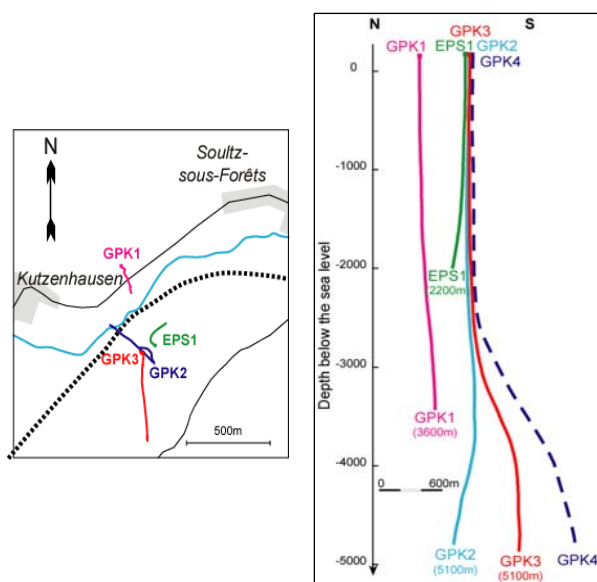 N
Soultz-
sous-Forêts
GPK1
Kutzenhausen
EPS1
GPK3
GPK2
500m
N
S
GPK3
GPK1
EPS1
GPK2
GPK4
0
-1000
-2000
-3000
-4000
-5000
Depth below the sea level
EPS1
(2200m)
GPK1
(3600m)
0
600m
GPK2
(5100m)
GPK3
(5100m)
GPK4